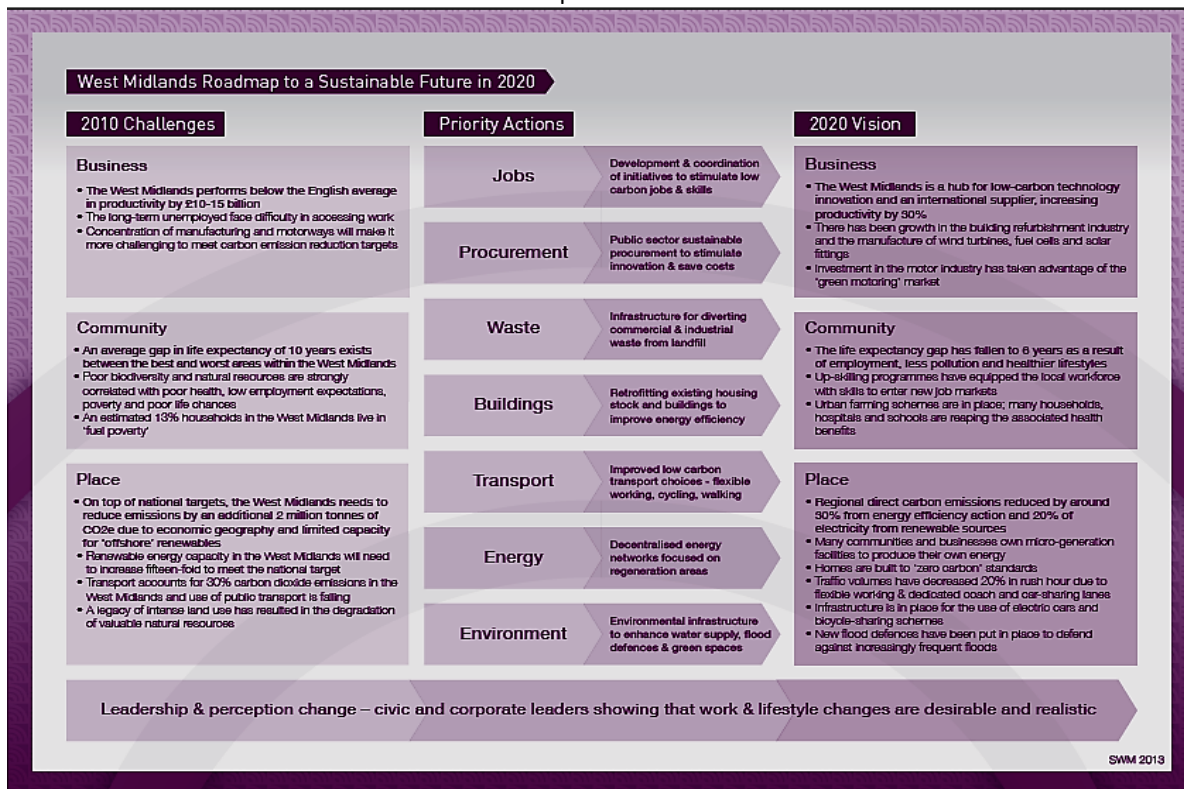 West Midlands Roadmap to a Sustainable Future in 2020
2010 Challenges
Business
• The West Midlands performs below the English average
in productivity by £10-15 billion
• The long-term unemployed face difficulty in accessing work
• Concentration of manufacturing and motorways will make it
more challenging to meet carbon emission reduction targets
Community
• An average gap in life expectancy of 10 years exists
between the best and worst areas within the West Midlands
• Poor biodiversity and natural resources are strongly
correlated with poor health, low employment expectations,
poverty and poor life chances
• An estimated 13% households in the West Midlands live in
'fuel poverty'
Place
• On top of national targets, the West Midlands needs to
reduce emissions by an additional 2 million tonnes of
CO2e due to economic geography and limited capacity
for 'offshore' renewables
• Renewable energy capacity in the West Midlands will need
to increase fifteen-fold to meet the national target
• Transport accounts for 30% carbon dioxide emissions in the
West Midlands and use of public transport is falling
• A legacy of intense land use has resulted in the degradation
of valuable natural resources
Priority Actions
Jobs
Development & coordination
of initiatives to stimulate low
carbon jobs & skills
Procurement
Public sector sustainable
procurement to stimulate
innovation & save costs
Waste
Infrastructure for diverting
commercial & industrial
waste from landfill
Buildings
Retrofitting existing housing
stock and buildings to
improve energy efficiency
Transport
Improved low carbon
transport choices - flexible
working, cycling, walking
Energy
Decentralised energy
networks focused on
regeneration areas
Environment
Environmental infrastructure
to enhance water supply, flood
defences & green spaces
2020 Vision
Business
• The West Midlands is a hub for low-carbon technology
innovation and an international supplier, increasing
productivity by 30%
• There has been growth in the building refurbishment industry
and the manufacture of wind turbines, fuel cells and solar
fittings
• Investment in the motor industry has taken advantage of the
'green motoring' market
Community
• The life expectancy gap has fallen to 6 years as a result
of employment, less pollution and healthier lifestyles
• Up-skilling programmes have equipped the local workforce
with skills to enter new job markets
• Urban farming schemes are in place; many households,
hospitals and schools are reaping the associated health
benefits
Place
• Regional direct carbon emissions reduced by around
30% from energy efficiency action and 20% of
electricity from renewable sources
• Many communities and businesses own micro-generation
facilities to produce their own energy
• Homes are built to 'zero carbon' standards
• Traffic volumes have decreased 20% in rush hour due to
flexible working & dedicated coach and car-sharing lanes
• Infrastructure is in place for the use of electric cars and
bicycle-sharing schemes
• New flood defences have been put in place to defend
against increasingly frequent floods
Leadership & perception change – civic and corporate leaders showing that work & lifestyle changes are desirable and realistic
SWM 2013